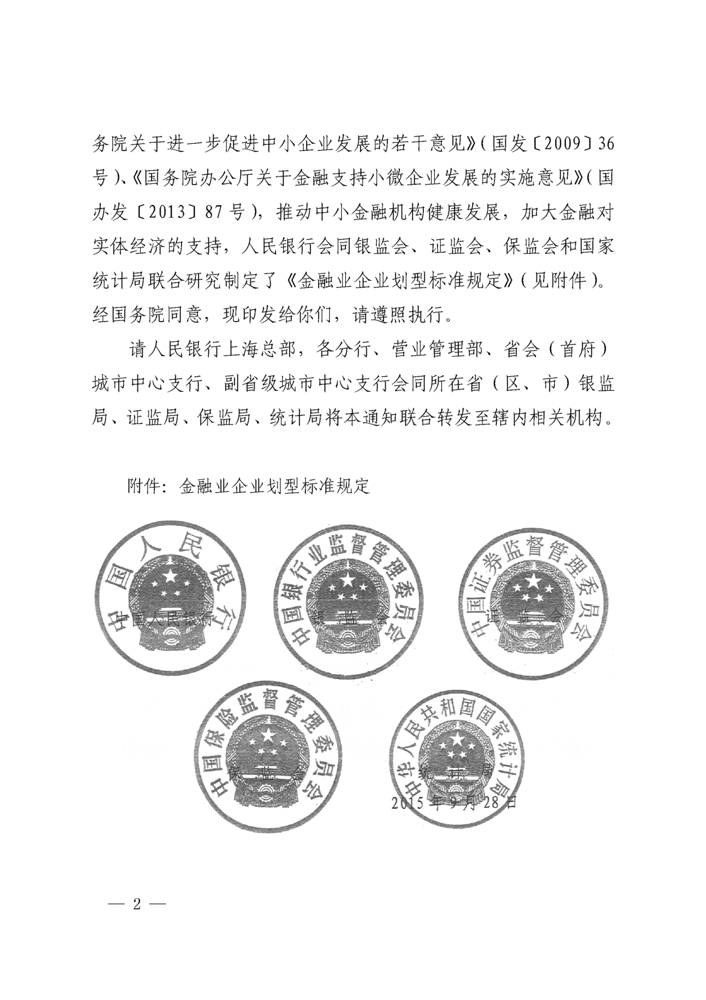 务院关于进一步促进中小企业发展的若干意见》(国发〔2009〕36
号)、《国务院办公厅关于金融支持小微企业发展的实施意见》(国
办发〔2013〕87号),推动中小金融机构健康发展,加大金融对
实体经济的支持,人民银行会同银监会、证监会、保监会和国家
统计局联合研究制定了《金融业企业划型标准规定》(见附件)。
经国务院同意,现印发给你们,请遵照执行。
请人民银行上海总部,各分行、营业管理部、省会(首府)
城市中心支行、副省级城市中心支行会同所在省(区、市)银监
局、证监局、保监局、统计局将本通知联合转发至辖内相关机构。
附件:金融业企业划型标准规定
中国人民银行
中国人民银行
中国银行业监督管理委员会
银监会
中国证券监督管理委员会
证监会
中国保险监督管理委员会
保监会
中华人民共和国国家统计局
统计局
2015年9月28日
— 2 —